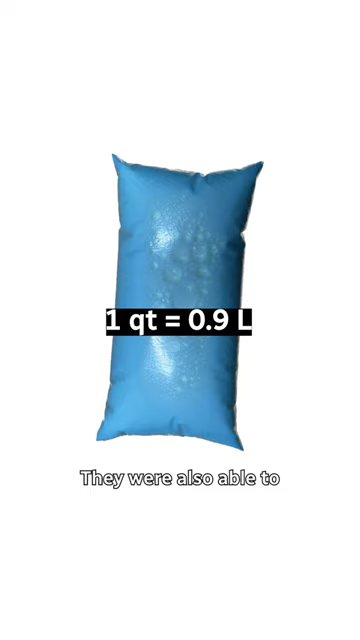 1 qt = 0.9 L
They were also able to